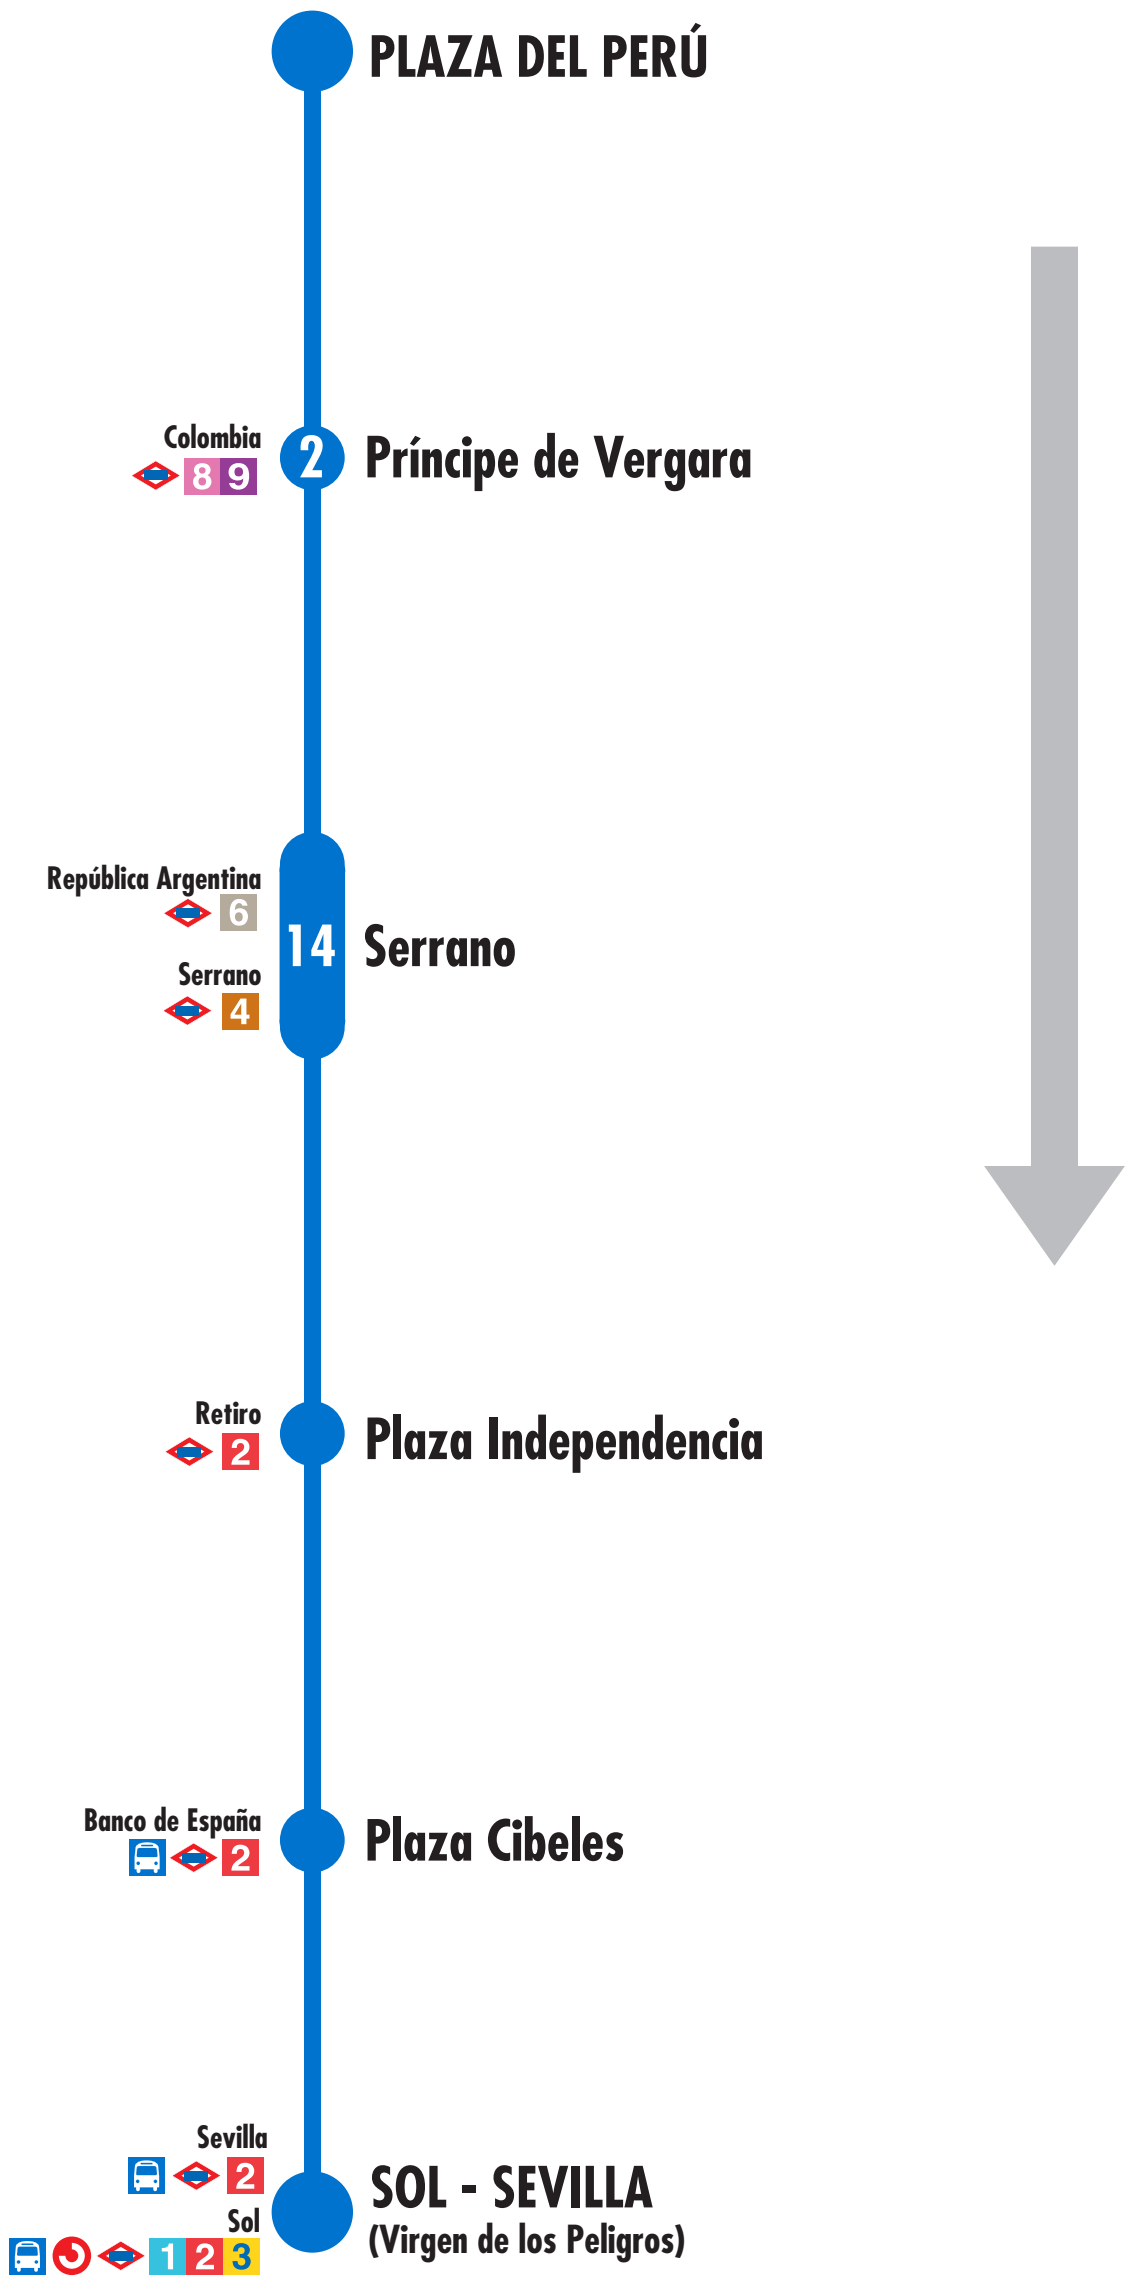 PLAZA DEL PERÚ
Colombia
8 9
2
Príncipe de Vergara
República Argentina
6
14
Serrano
Serrano
4
Retiro
2
Plaza Independencia
Banco de España
2
Plaza Cibeles
Sevilla
2
SOL - SEVILLA
(Virgen de los Peligros)
Sol
1 2 3